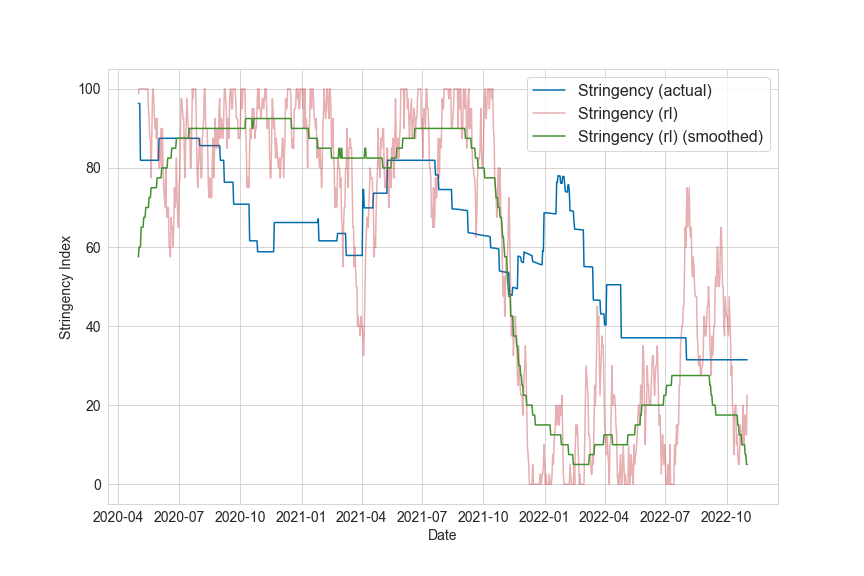 Stringency (actual)
Stringency (rl)
Stringency (rl) (smoothed)
100
80
60
40
20
0
Stringency Index
2020-04 2020-07 2020-10 2021-01 2021-04 2021-07 2021-10 2022-01 2022-04 2022-07 2022-10
Date